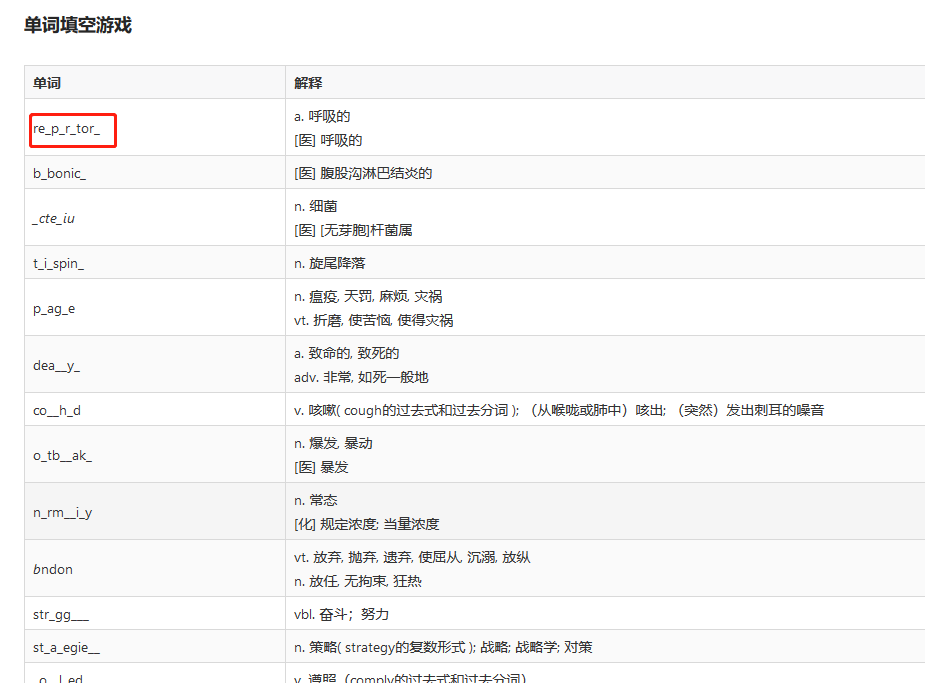 单词填空游戏
单词 解释
re_p_r_tor_ a. 呼吸的
[医] 呼吸的
b_bonic_ [医] 腹股沟淋巴结炎的
_cte_iu n. 细菌
[医] [无芽胞]杆菌属
t_i_spin_ n. 旋尾降落
p_ag_e n. 瘟疫, 天罚, 麻烦, 灾祸
vt. 折磨, 使苦恼, 使得灾祸
dea__y_ a. 致命的, 致死的
adv. 非常, 如死一般地
co__h_d v. 咳嗽( cough的过去式和过去分词 ); （从喉咙或肺中）咳出; （突然）发出刺耳的噪音
o_tb__ak_ n. 爆发, 暴动
[医] 暴发
n_rm__i_y n. 常态
[化] 规定浓度; 当量浓度
bndon vt. 放弃, 抛弃, 遗弃, 使屈从, 沉溺, 放纵
n. 放任, 无拘束, 狂热
str_gg___ vbl. 奋斗；努力
st_a_egie__ n. 策略( strategy的复数形式 ); 战略; 战略学; 对策
_o__l_ed_ v. 遵照（comply的过去式和过去分词）